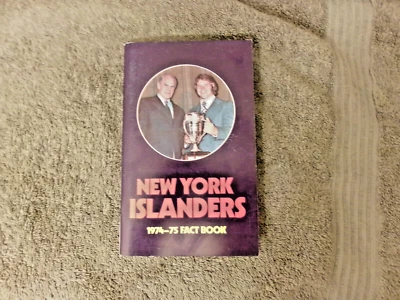 NEW YORK
ISLANDERS
1974-75 FACT BOOK